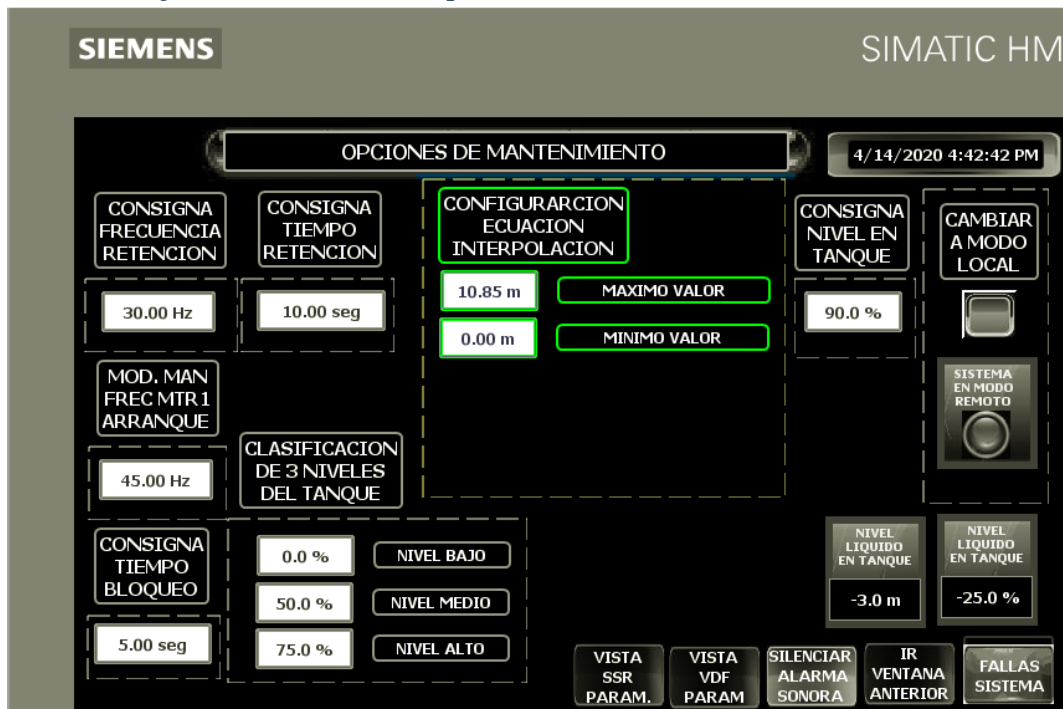 SIEMENS
SIMATIC HM
OPCIONES DE MANTENIMIENTO
4/14/2020 4:42:42 PM
CONSIGNA
FRECUENCIA
RETENCION
30.00 Hz
CONSIGNA
TIEMPO
RETENCION
10.00 seg
CONFIGURARCION
ECUACION
INTERPOLACION
10.85 m
MAXIMO VALOR
0.00 m
MINIMO VALOR
CONSIGNA
NIVEL EN
TANQUE
90.0 %
CAMBIAR
A MODO
LOCAL
SISTEMA
EN MODO
REMOTO
MOD. MAN
FREC MTR1
ARRANQUE
45.00 Hz
CLASIFICACION
DE 3 NIVELES
DEL TANQUE
CONSIGNA
TIEMPO
BLOQUEO
5.00 seg
0.0 %
NIVEL BAJO
50.0 %
NIVEL MEDIO
75.0 %
NIVEL ALTO
NIVEL
LIQUIDO
EN TANQUE
-3.0 m
NIVEL
LIQUIDO
EN TANQUE
-25.0 %
VISTA
SSR
PARAM.
VISTA
VDF
PARAM
SILENCIAR
ALARMA
SONORA
IR
VENTANA
ANTERIOR
FALLAS
SISTEMA